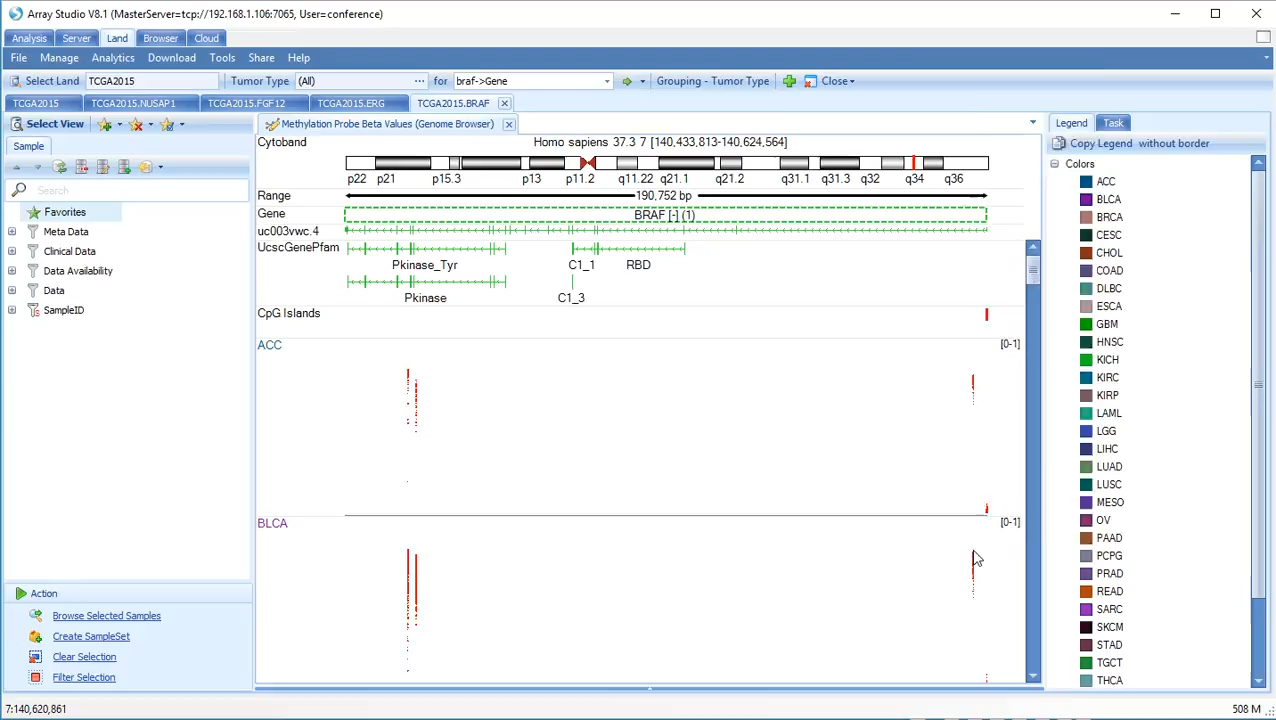 Array Studio V8.1 (MasterServer=tcp://192.168.1.106:7065, User=conference)
Analysis Server Land Browser Cloud
File Manage Analytics Download Tools Share Help
Select Land TCGA2015 Tumor Type (All) ... for braf->Gene Grouping - Tumor Type Close
TCGA2015 TCGA2015.NUSAP1 TCGA2015.FGF12 TCGA2015.ERG TCGA2015.BRAF
Select View
Sample
Search
Favorites
Meta Data
Clinical Data
Data Availability
Data
SampleID
Action
Browse Selected Samples
Create SampleSet
Clear Selection
Filter Selection
Methylation Probe Beta Values (Genome Browser)
Cytoband Homo sapiens 37.3 7 [140,433,813-140,624,564]
p22 p21 p15.3 p13 p11.2 q11.22 q21.1 q21.2 q31.1 q31.3 q32 q34 q36
Range 190,752 bp
Gene BRAF [-] (1)
uc003vwc.4
UcscGenePfam
Pkinase_Tyr C1_1 RBD
Pkinase C1_3
CpG Islands
ACC [0-1]
BLCA [0-1]
Legend Task
Copy Legend without border
Colors
ACC
BLCA
BRCA
CESC
CHOL
COAD
DLBC
ESCA
GBM
HNSC
KICH
KIRC
KIRP
LAML
LGG
LIHC
LUAD
LUSC
MESO
OV
PAAD
PCPG
PRAD
READ
SARC
SKCM
STAD
TGCT
THCA
7:140,620,861 508 M